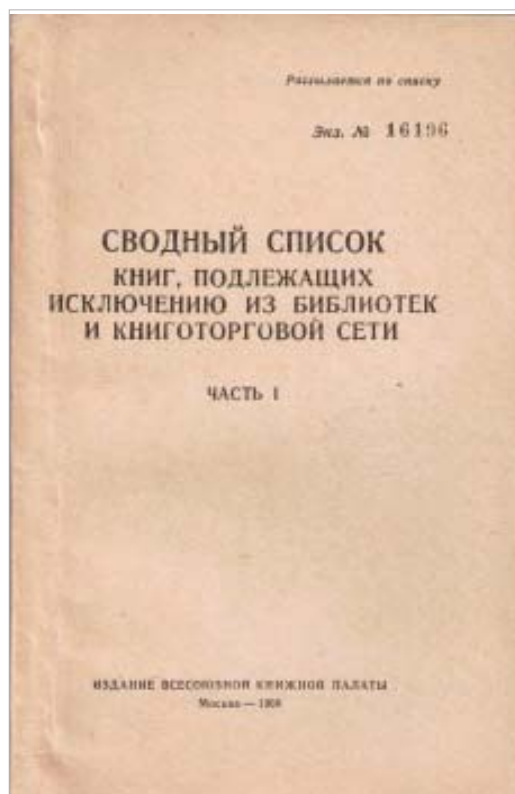 Рассылается по списку
Экз. № 16196
СВОДНЫЙ СПИСОК
КНИГ, ПОДЛЕЖАЩИХ
ИСКЛЮЧЕНИЮ ИЗ БИБЛИОТЕК
И КНИГОТОРГОВОЙ СЕТИ
ЧАСТЬ I
ИЗДАНИЕ ВСЕСОЮЗНОЙ КНИЖНОЙ ПАЛАТЫ
Москва —